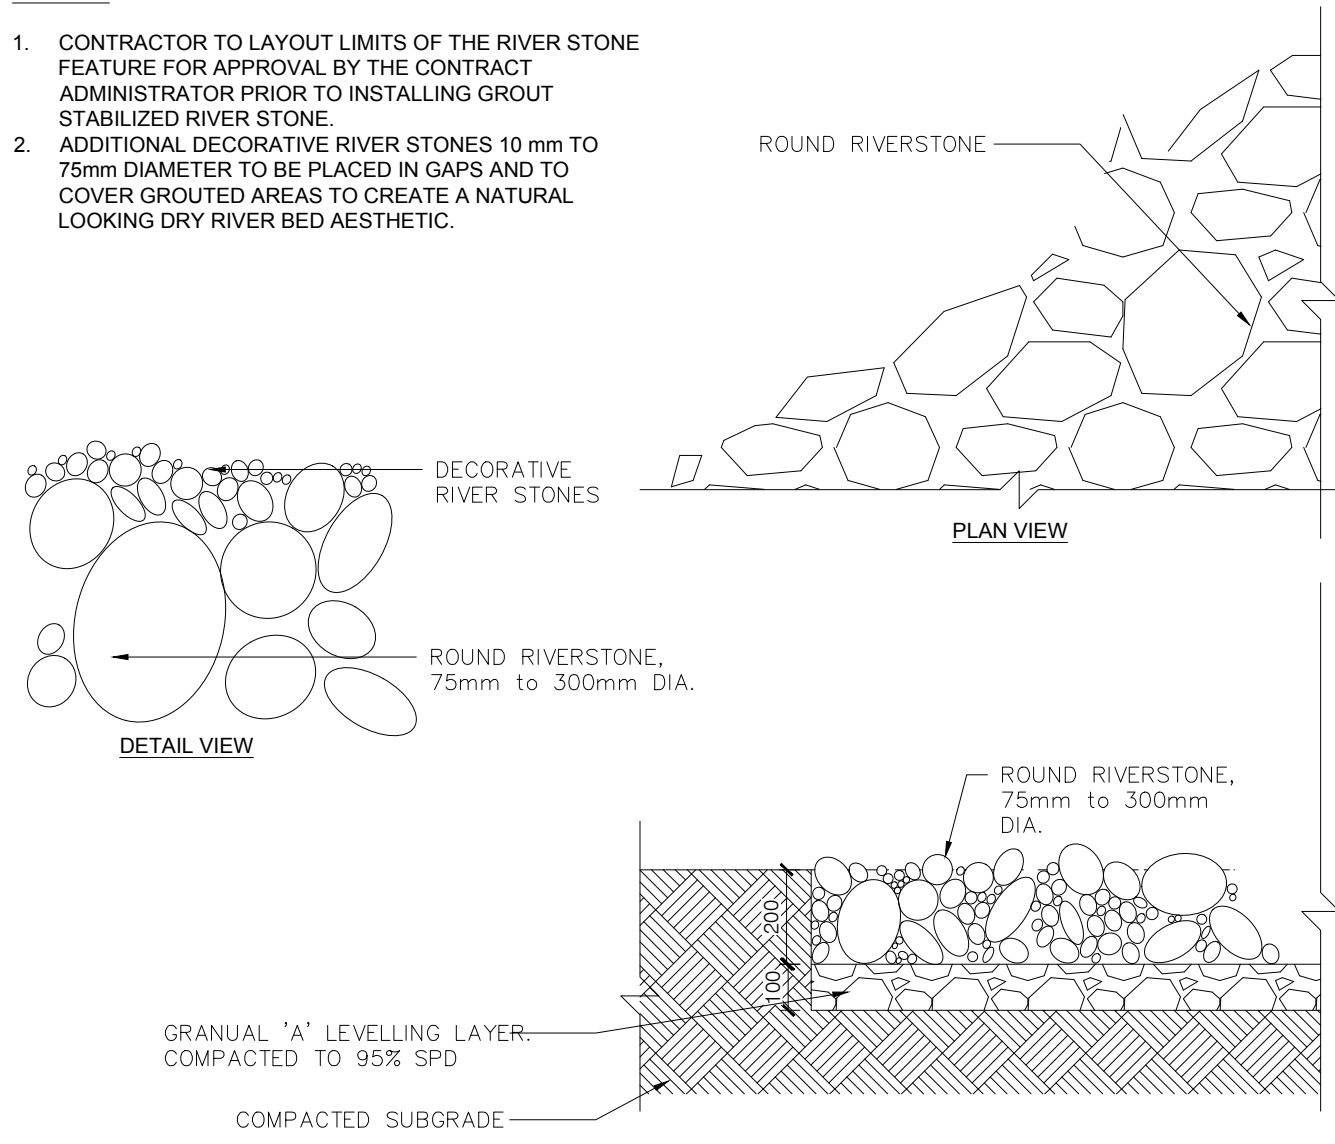 1. CONTRACTOR TO LAYOUT LIMITS OF THE RIVER STONE
FEATURE FOR APPROVAL BY THE CONTRACT
ADMINISTRATOR PRIOR TO INSTALLING GROUT
STABILIZED RIVER STONE.
2. ADDITIONAL DECORATIVE RIVER STONES 10 mm TO
75mm DIAMETER TO BE PLACED IN GAPS AND TO
COVER GROUTED AREAS TO CREATE A NATURAL
LOOKING DRY RIVER BED AESTHETIC.
ROUND RIVERSTONE
PLAN VIEW
DECORATIVE
RIVER STONES
ROUND RIVERSTONE,
75mm to 300mm DIA.
DETAIL VIEW
ROUND RIVERSTONE,
75mm to 300mm
DIA.
200
100
GRANUAL 'A' LEVELLING LAYER.
COMPACTED TO 95% SPD
COMPACTED SUBGRADE